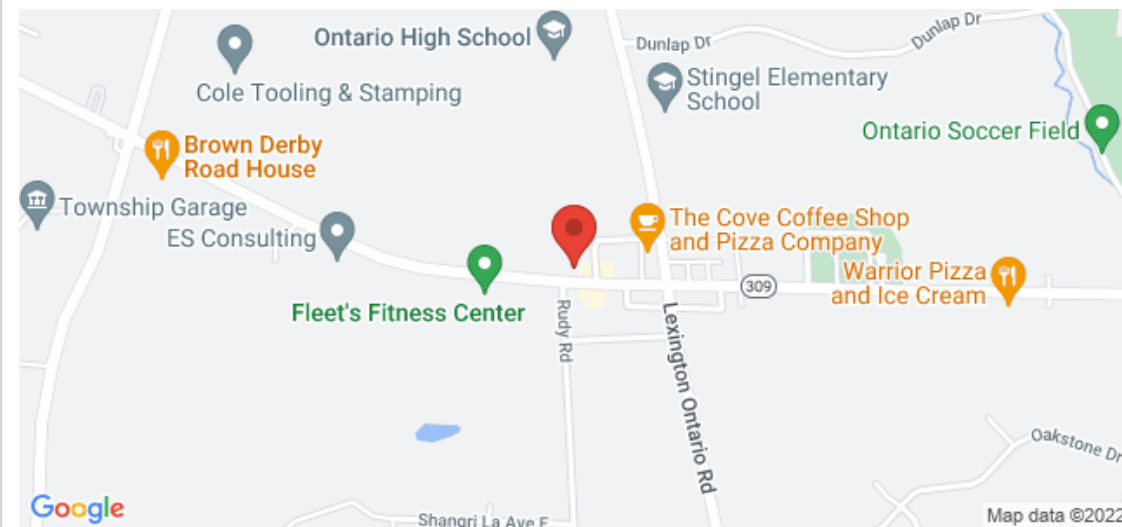 Ontario High School
Dunlap Dr
Dunlap Dr
Cole Tooling & Stamping
Stingel Elementary
School
Ontario Soccer Field
Brown Derby
Road House
Township Garage
ES Consulting
The Cove Coffee Shop
and Pizza Company
Warrior Pizza
and Ice Cream
309
Fleet's Fitness Center
Rudy Rd
Lexington Ontario Rd
Oakstone Dr
Google
Shangri La Ave E
Map data ©2022